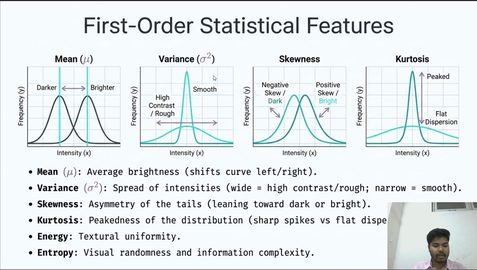 First-Order Statistical Features
Mean (μ)
Variance (σ²)
Skewness
Kurtosis
Frequency (y)
Darker
Brighter
Intensity (x)
Frequency (y)
High
Contrast
/ Rough
Smooth
Intensity (x)
Frequency (y)
Negative
Skew /
Dark
Positive
Skew /
Bright
Intensity (x)
Frequency (y)
Peaked
Flat
Dispersion
Intensity (x)
• Mean (μ): Average brightness (shifts curve left/right).
• Variance (σ²): Spread of intensities (wide = high contrast/rough; narrow = smooth).
• Skewness: Asymmetry of the tails (leaning toward dark or bright).
• Kurtosis: Peakedness of the distribution (sharp spikes vs flat
• Energy: Textural uniformity.
• Entropy: Visual randomness and information complexity.